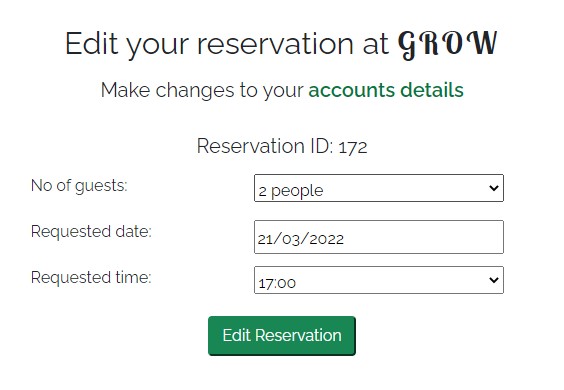 Edit your reservation at GROW
Make changes to your accounts details
Reservation ID: 172
No of guests: 2 people
Requested date: 21/03/2022
Requested time: 17:00
Edit Reservation